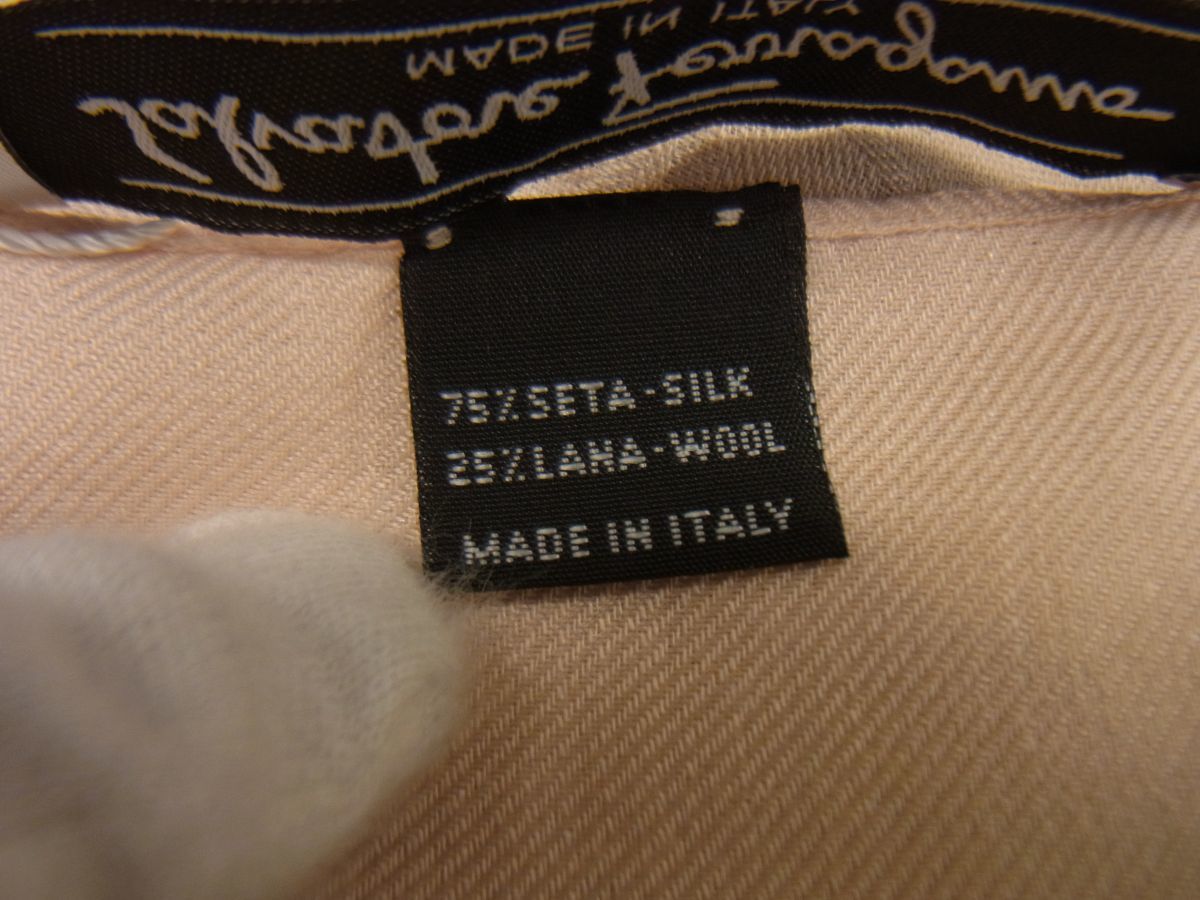 Salvatore Ferragamo
MADE IN ITALY
75%SETA-SILK
25%LANA-WOOL
MADE IN ITALY